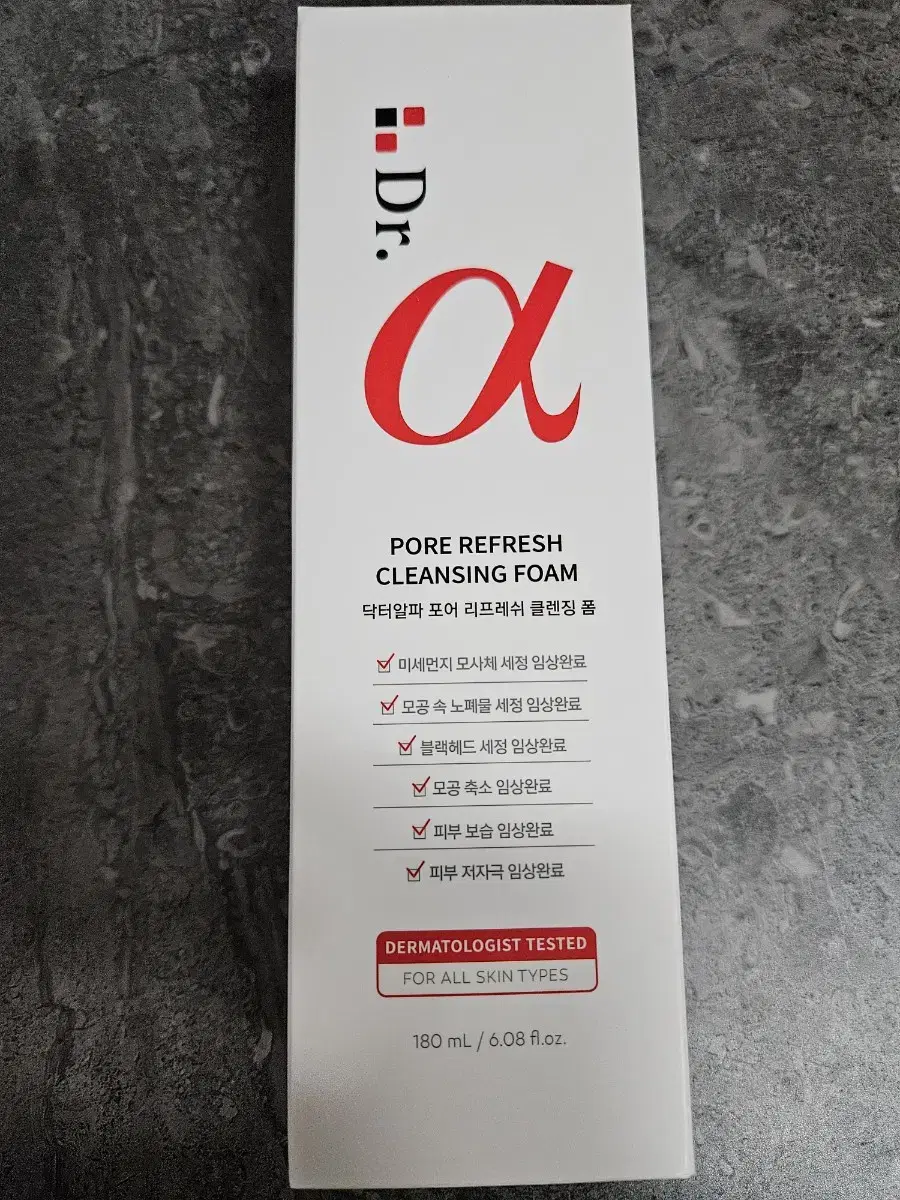 Dr.
α
PORE REFRESH
CLEANSING FOAM
닥터알파 포어 리프레쉬 클렌징 폼
미세먼지 모사체 세정 임상완료
모공 속 노폐물 세정 임상완료
블랙헤드 세정 임상완료
모공 축소 임상완료
피부 보습 임상완료
피부 저자극 임상완료
DERMATOLOGIST TESTED
FOR ALL SKIN TYPES
180 mL / 6.08 fl.oz.